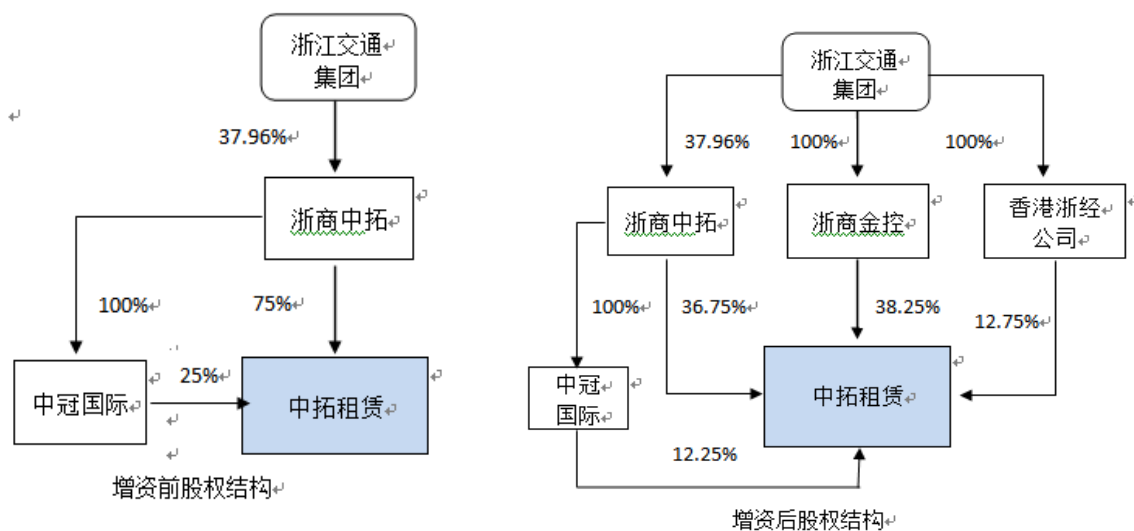 浙江交通
集团
37.96%
浙商中拓
100%
75%
中冠国际
25%
中拓租赁
增资前股权结构
浙江交通
集团
37.96%
100%
100%
浙商中拓
浙商金控
香港浙经
公司
100%
36.75%
38.25%
12.75%
中冠
国际
中拓租赁
12.25%
增资后股权结构